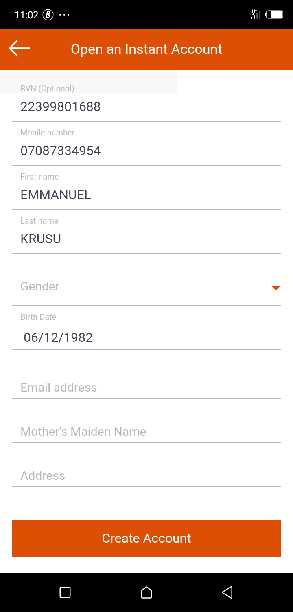 11:02
Open an Instant Account
BVN (Optional)
22399801688
Mobile number
07087334954
First name
EMMANUEL
Last name
KRUSU
Gender
Birth Date
06/12/1982
Email address
Mother's Maiden Name
Address
Create Account